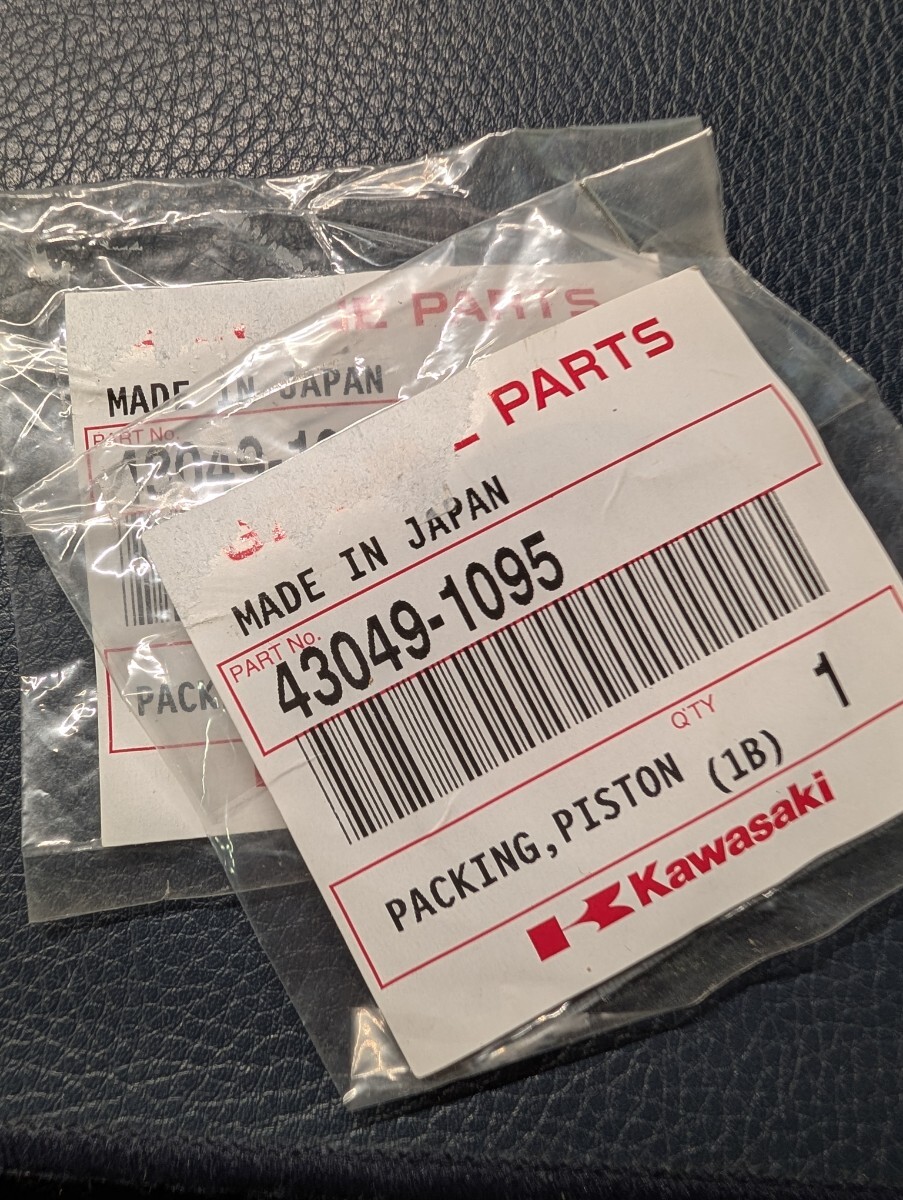 PARTS
MADE IN JAPAN
PART No.
PARTS
MADE IN JAPAN
PART No.
43049-1095
Q'TY
1
PACKING,PISTON (1B)
Kawasaki